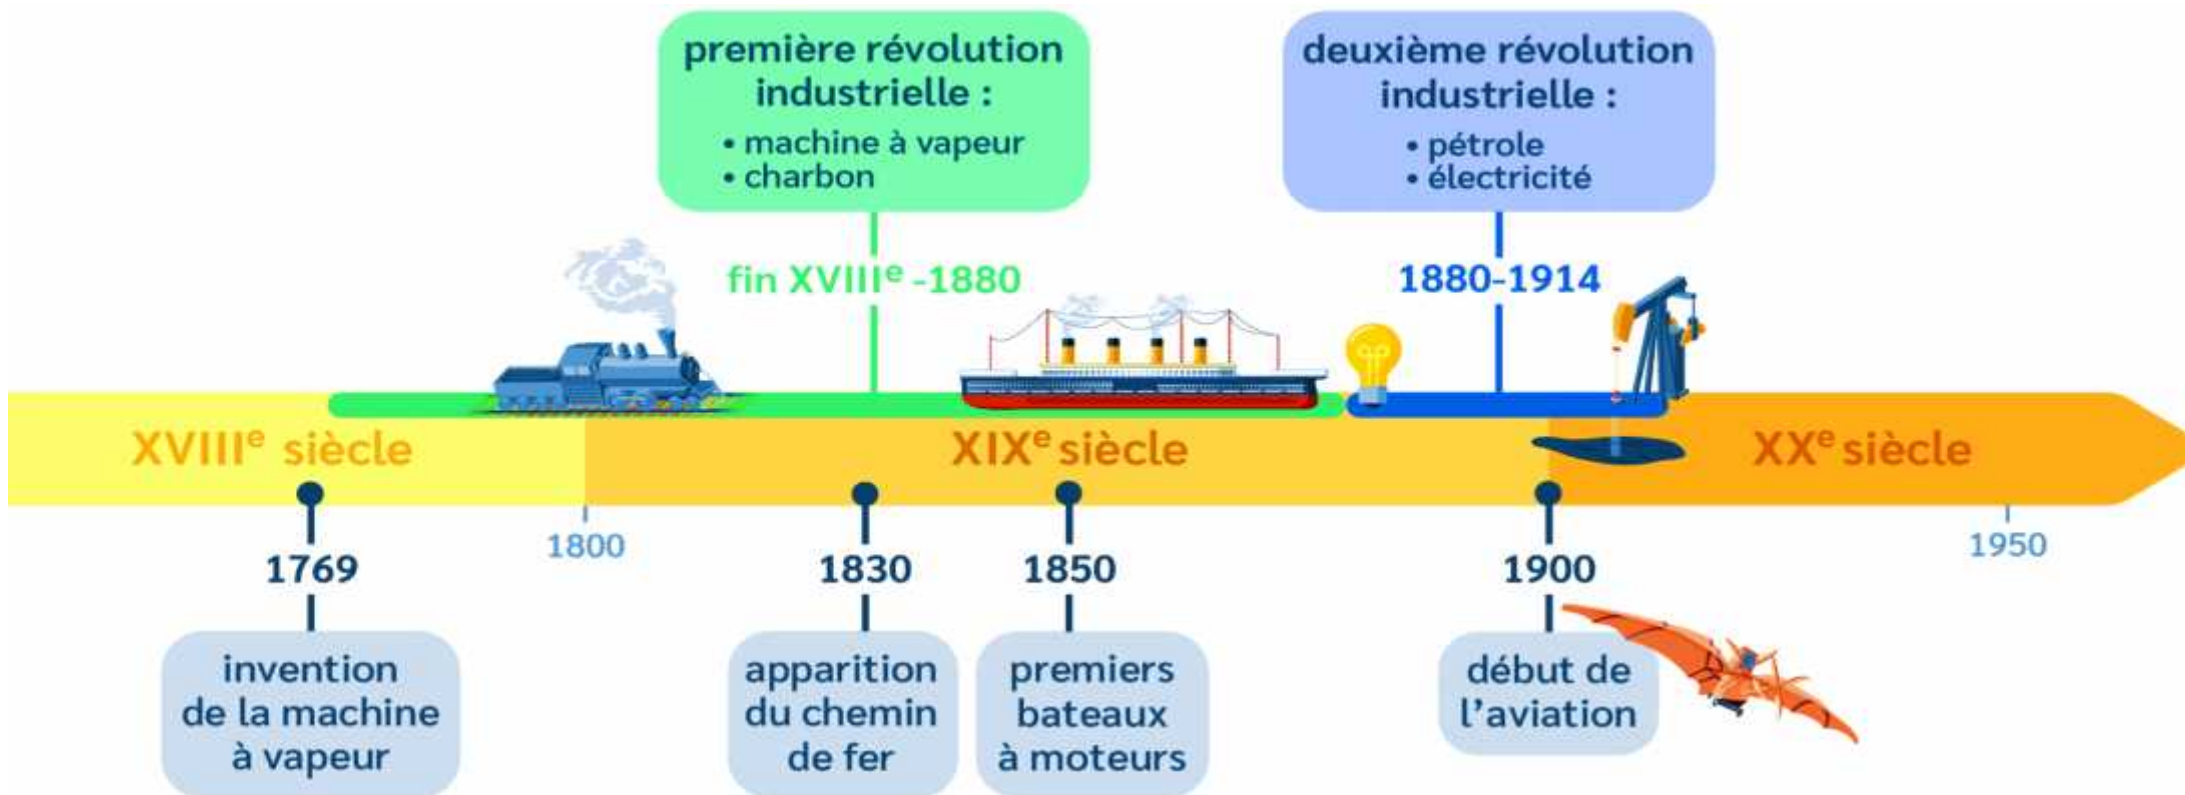 première révolution
industrielle :
• machine à vapeur
• charbon
deuxième révolution
industrielle :
• pétrole
• électricité
fin XVIIIᵉ -1880
1880-1914
XVIIIᵉ siècle
XIXᵉ siècle
XXᵉ siècle
1800
1950
1769
invention
de la machine
à vapeur
1830
apparition
du chemin
de fer
1850
premiers
bateaux
à moteurs
1900
début de
l’aviation